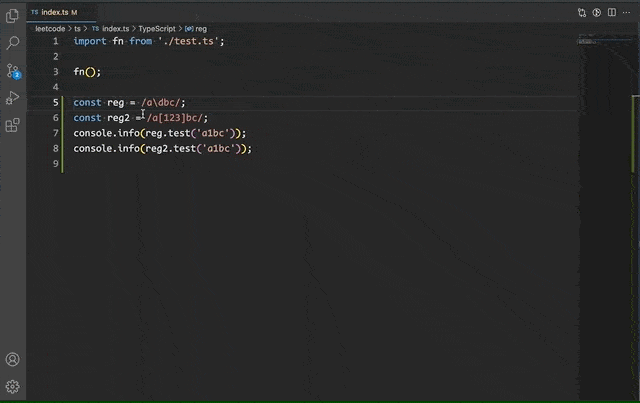 TS index.ts M
leetcode > ts > TS index.ts > TypeScript > reg
1 import fn from './test.ts';
2
3 fn();
4
5 const reg = /a\dbc/;
6 const reg2 = /a[123]bc/;
7 console.info(reg.test('a1bc'));
8 console.info(reg2.test('a1bc'));
9